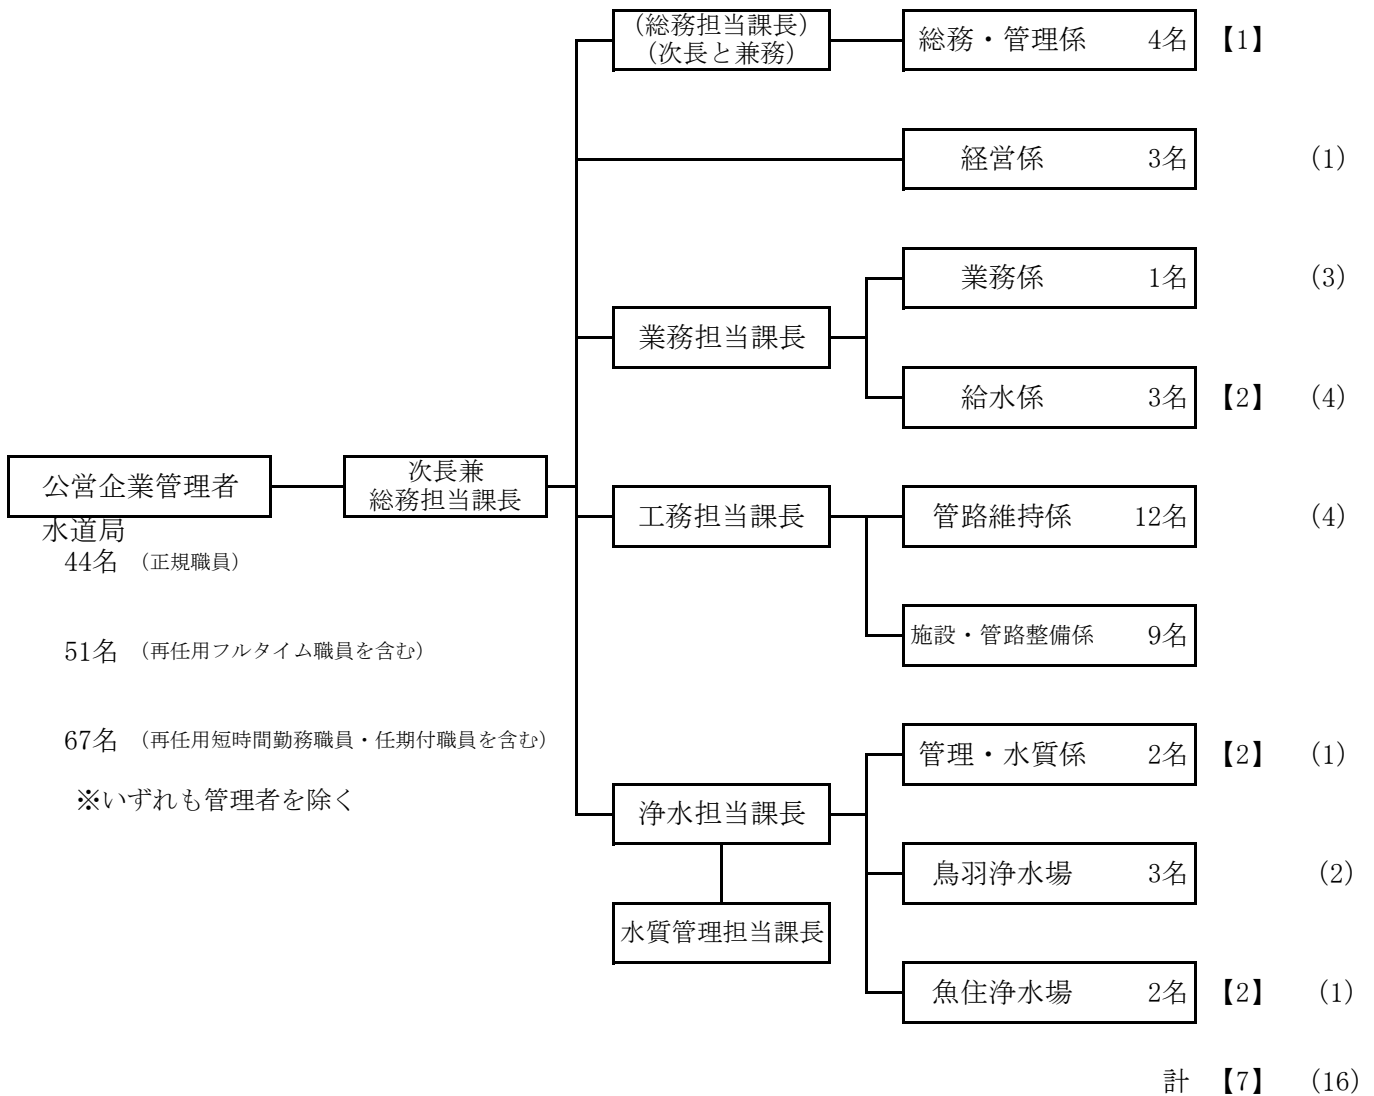 (総務担当課長)
(次長と兼務)
総務・管理係 4名 【1】
経営係 3名 (1)
業務係 1名 (3)
業務担当課長
給水係 3名 【2】 (4)
公営企業管理者
次長兼
総務担当課長
工務担当課長
管路維持係 12名 (4)
水道局
44名 (正規職員)
施設・管路整備係 9名
51名 (再任用フルタイム職員を含む)
67名 (再任用短時間勤務職員・任期付職員を含む)
※いずれも管理者を除く
管理・水質係 2名 【2】 (1)
浄水担当課長
鳥羽浄水場 3名 (2)
水質管理担当課長
魚住浄水場 2名 【2】 (1)
計 【7】 (16)